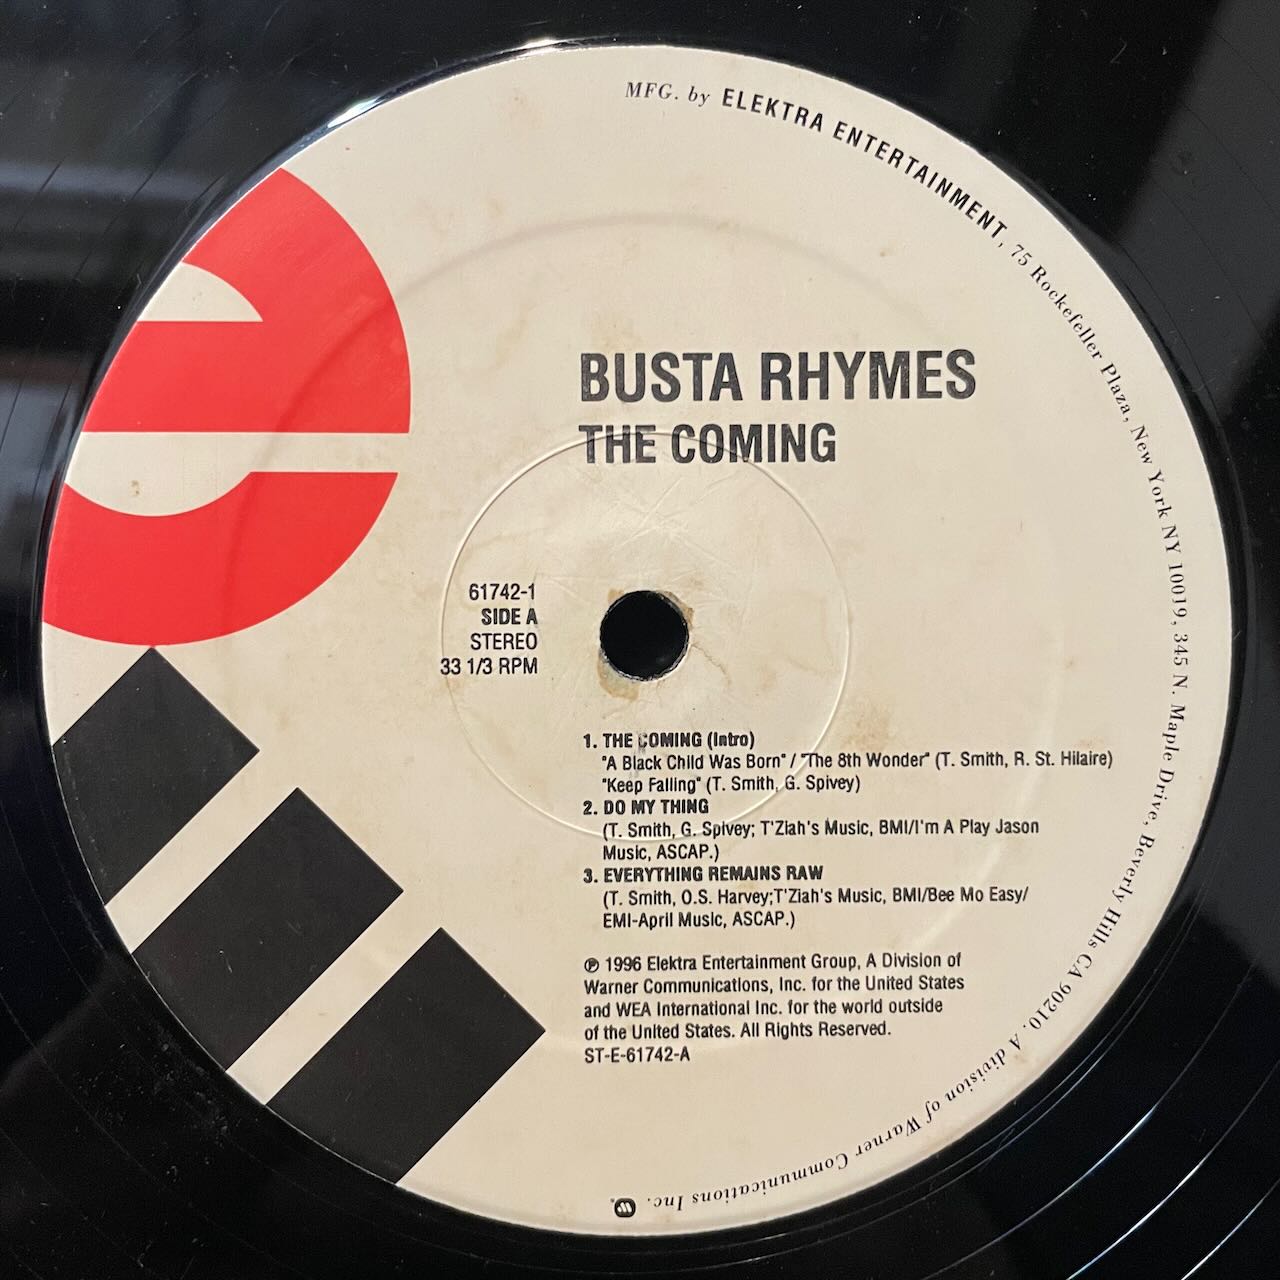 MFG. by ELEKTRA ENTERTAINMENT, 75 Rockefeller Plaza, New York NY 10019, 345 N. Maple Drive, Beverly Hills CA 90210. A division of Warner Communications Inc.
e
BUSTA RHYMES
THE COMING
61742-1
SIDE A
STEREO
33 1/3 RPM
1. THE COMING (Intro)
"A Black Child Was Born" / "The 8th Wonder" (T. Smith, R. St. Hilaire)
"Keep Falling" (T. Smith, G. Spivey)
2. DO MY THING
(T. Smith, G. Spivey; T'Ziah's Music, BMI/I'm A Play Jason
Music, ASCAP.)
3. EVERYTHING REMAINS RAW
(T. Smith, O.S. Harvey;T'Ziah's Music, BMI/Bee Mo Easy/
EMI-April Music, ASCAP.)
℗ 1996 Elektra Entertainment Group, A Division of
Warner Communications, Inc. for the United States
and WEA International Inc. for the world outside
of the United States. All Rights Reserved.
ST-E-61742-A